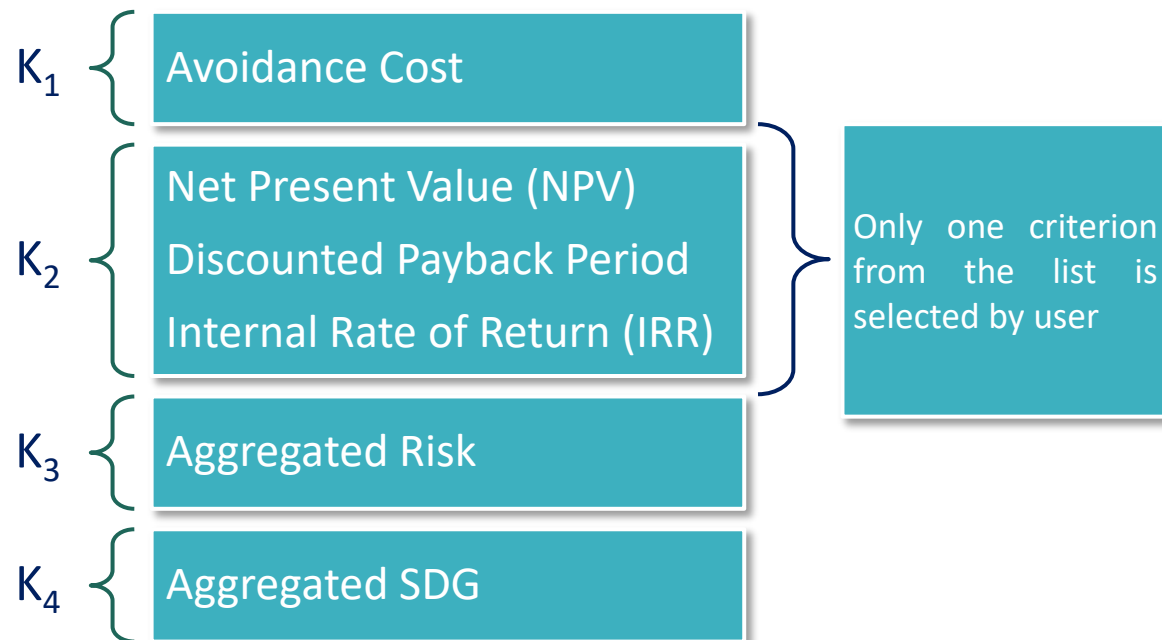 K₁
Avoidance Cost
K₂
Net Present Value (NPV)
Discounted Payback Period
Internal Rate of Return (IRR)
Only one criterion
from the list is
selected by user
K₃
Aggregated Risk
K₄
Aggregated SDG